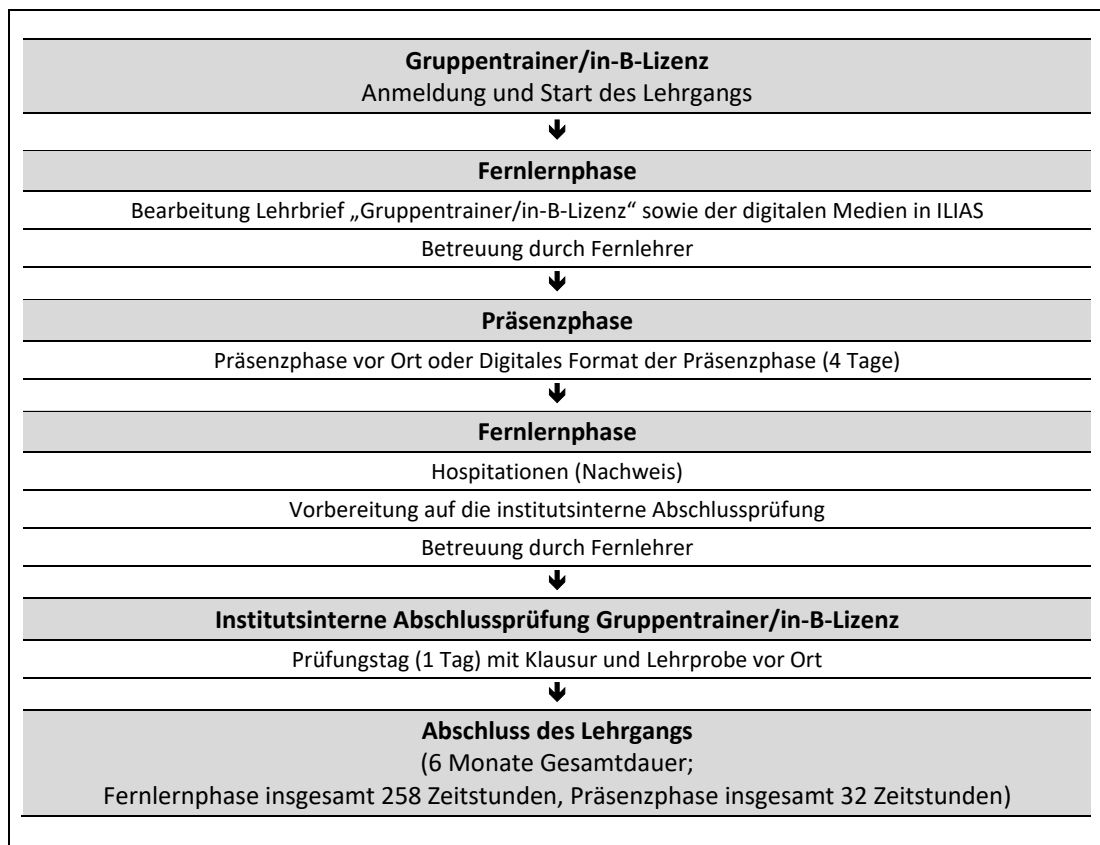 Gruppentrainer/in-B-Lizenz
Anmeldung und Start des Lehrgangs
Fernlernphase
Bearbeitung Lehrbrief „Gruppentrainer/in-B-Lizenz“ sowie der digitalen Medien in ILIAS
Betreuung durch Fernlehrer
Präsenzphase
Präsenzphase vor Ort oder Digitales Format der Präsenzphase (4 Tage)
Fernlernphase
Hospitationen (Nachweis)
Vorbereitung auf die institutsinterne Abschlussprüfung
Betreuung durch Fernlehrer
Institutsinterne Abschlussprüfung Gruppentrainer/in-B-Lizenz
Prüfungstag (1 Tag) mit Klausur und Lehrprobe vor Ort
Abschluss des Lehrgangs
(6 Monate Gesamtdauer;
Fernlernphase insgesamt 258 Zeitstunden, Präsenzphase insgesamt 32 Zeitstunden)